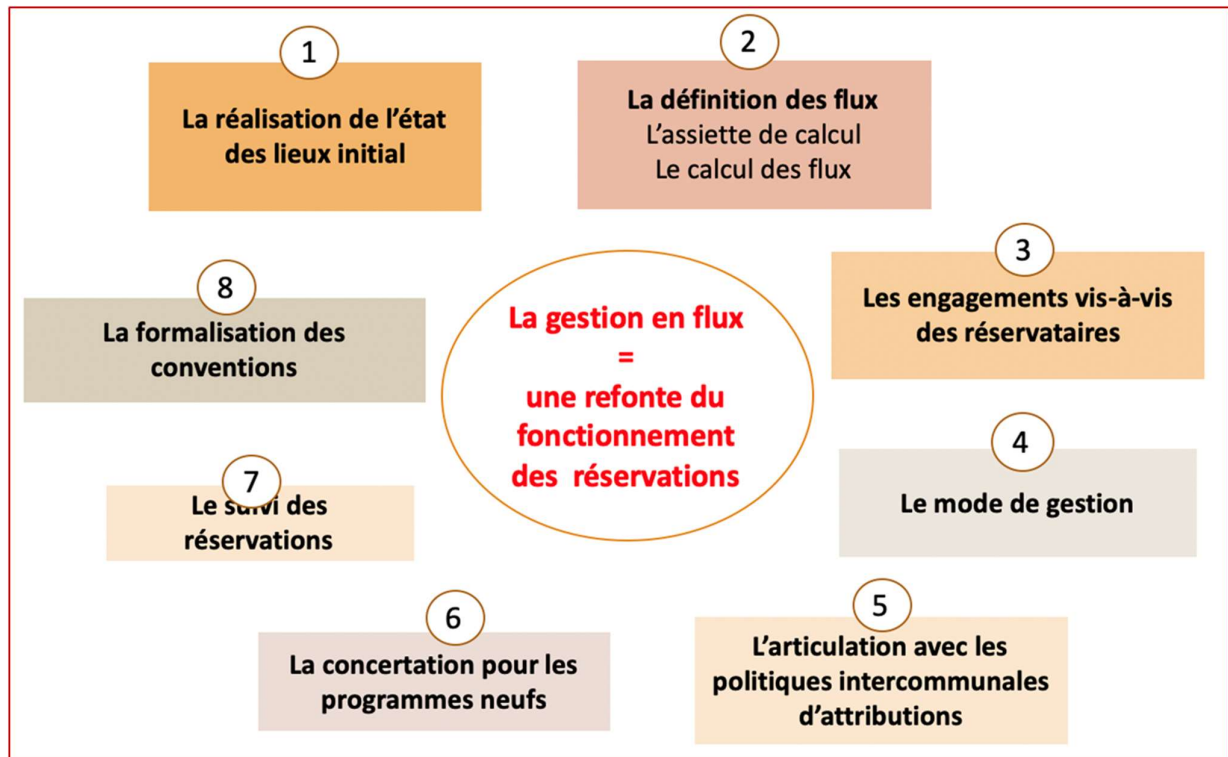 1
La réalisation de l'état
des lieux initial
2
La définition des flux
L'assiette de calcul
Le calcul des flux
3
Les engagements vis-à-vis
des réservataires
4
Le mode de gestion
5
L'articulation avec les
politiques intercommunales
d'attributions
6
La concertation pour les
programmes neufs
7
Le suivi des
réservations
8
La formalisation des
conventions
La gestion en flux
=
une refonte du
fonctionnement
des réservations